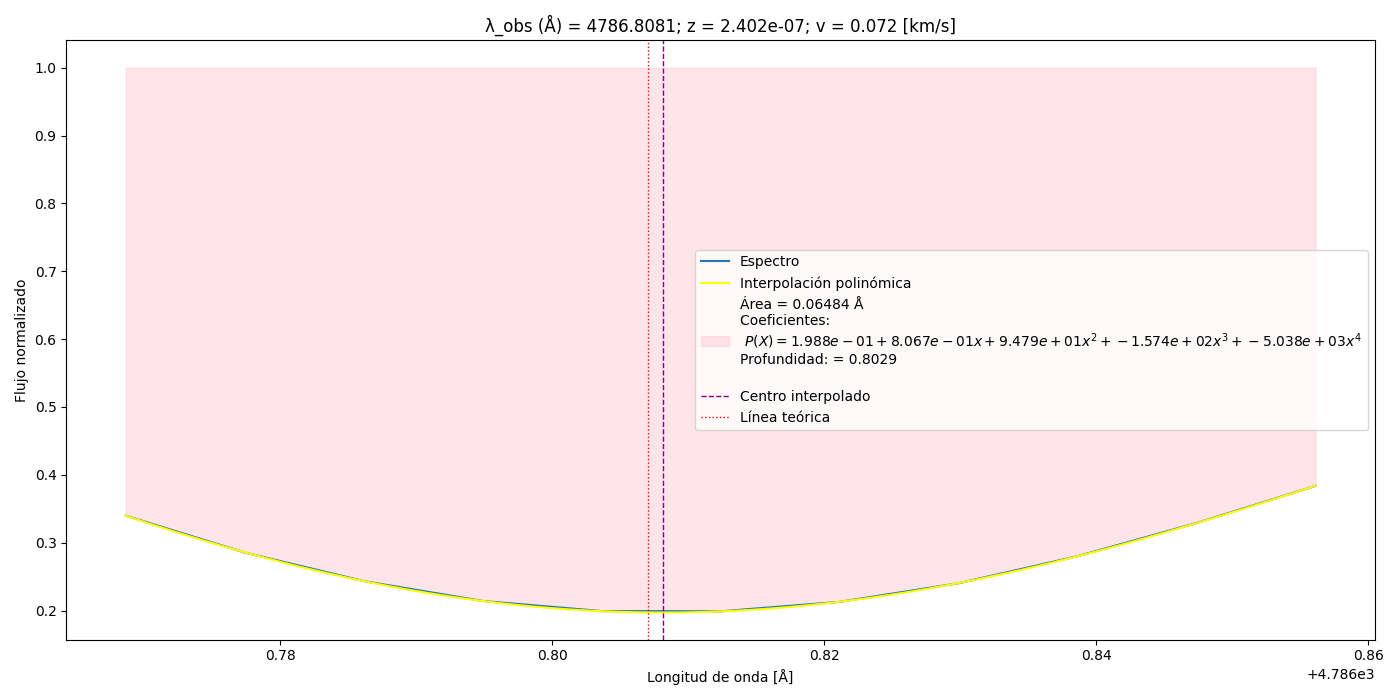 λ_obs (Å) = 4786.8081; z = 2.402e-07; v = 0.072 [km/s]
Flujo normalizado
1.0
0.9
0.8
0.7
0.6
0.5
0.4
0.3
0.2
Espectro
Interpolación polinómica
Área = 0.06484 Å
Coeficientes:
P(X) = 1.988e − 01 + 8.067e − 01x + 9.479e + 01x² + −1.574e + 02x³ + −5.038e + 03x⁴
Profundidad: = 0.8029
Centro interpolado
Línea teórica
0.78 0.80 0.82 0.84 0.86
+4.786e3
Longitud de onda [Å]